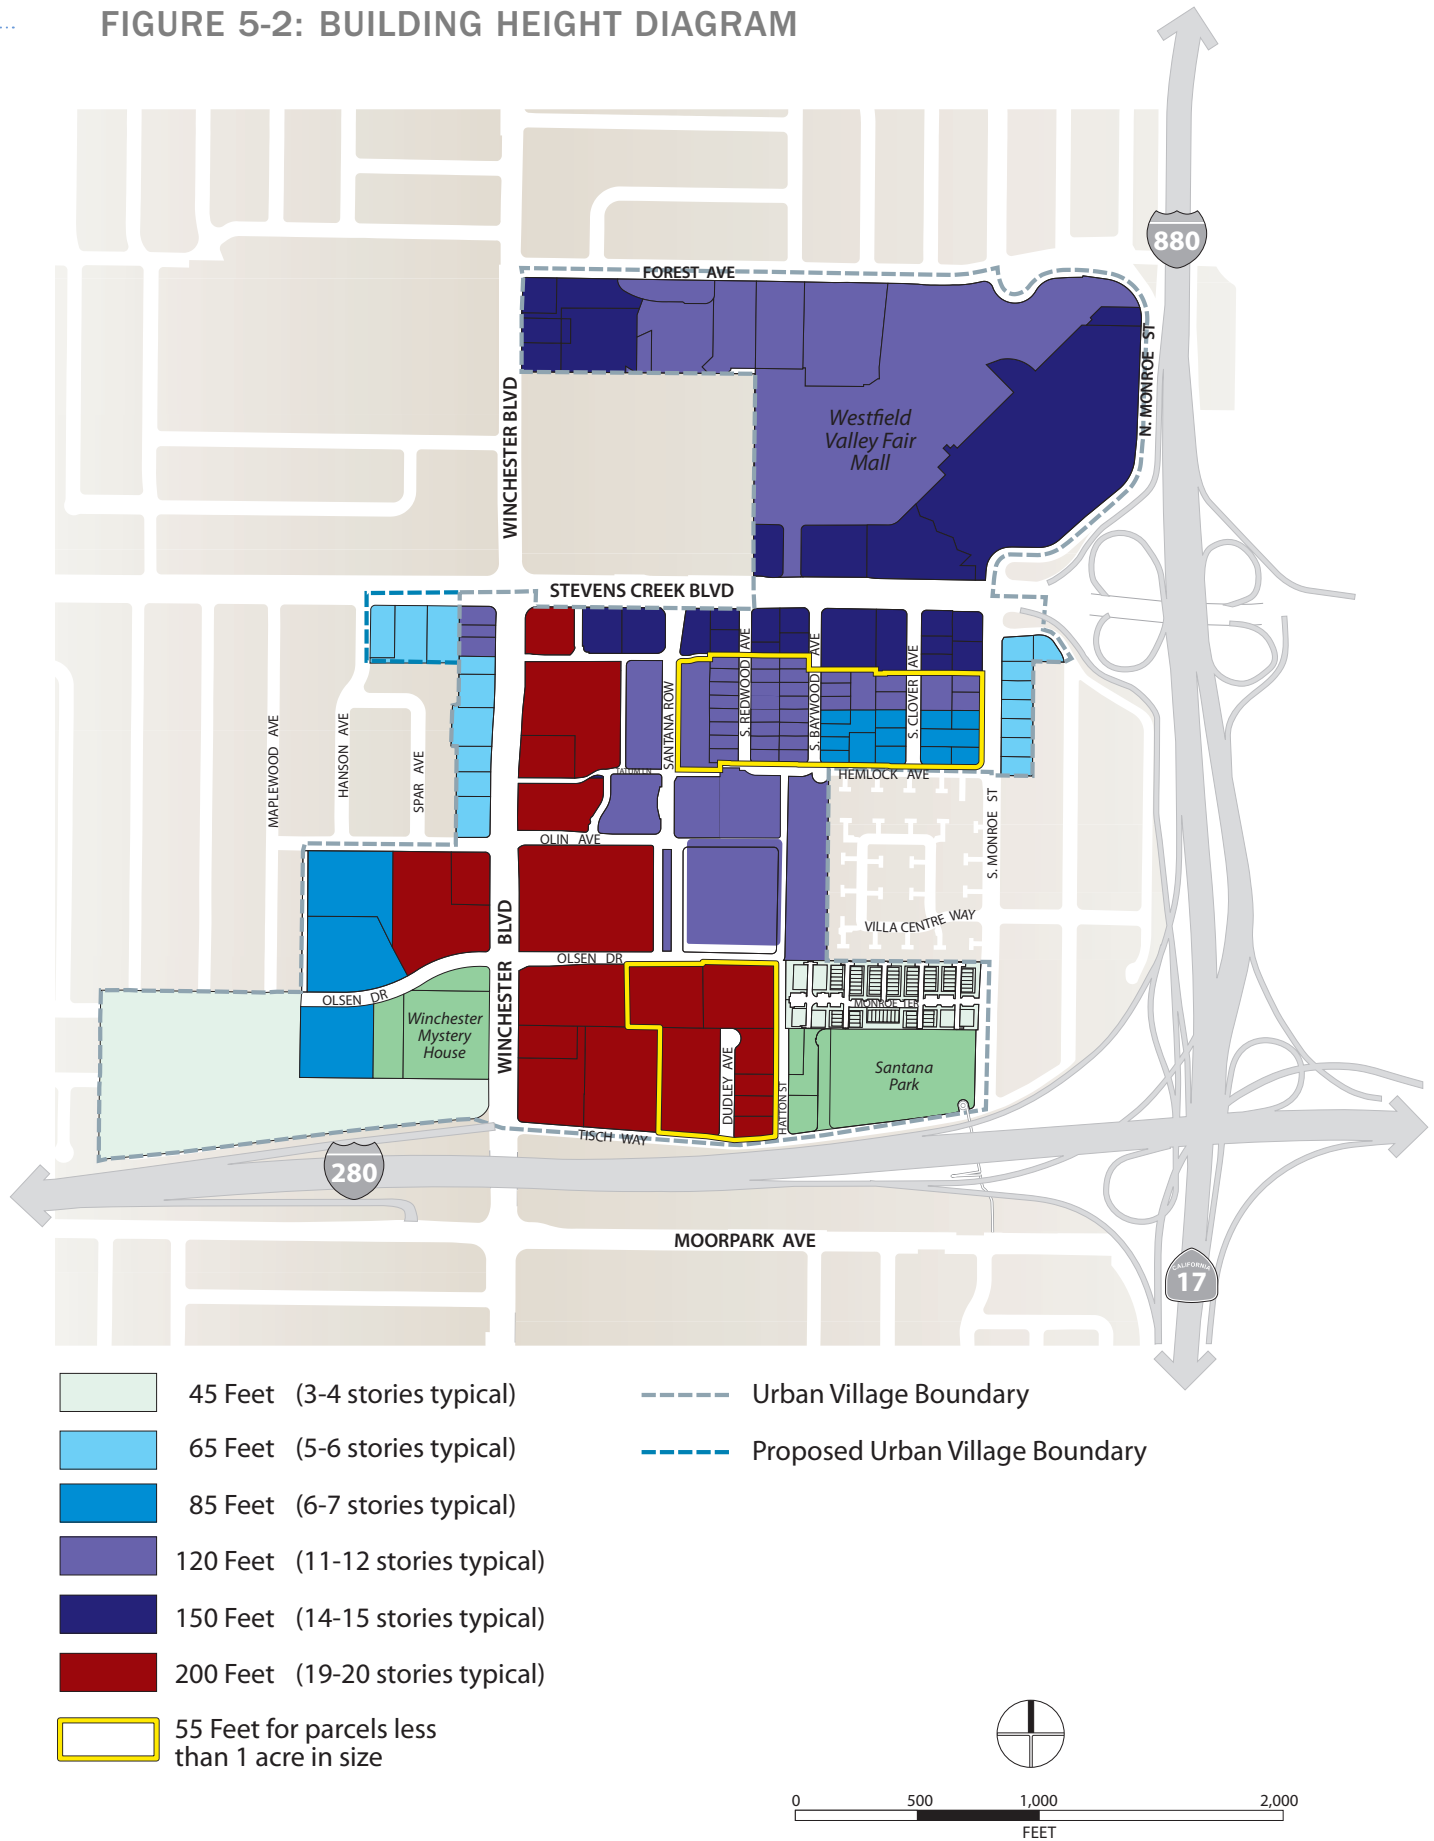 FIGURE 5-2: BUILDING HEIGHT DIAGRAM
880
FOREST AVE
N. MONROE ST
WINCHESTER BLVD
Westfield
Valley Fair
Mall
STEVENS CREEK BLVD
MAPLEWOOD AVE
HANSON AVE
SPAR AVE
SANTANA ROW
S. REDWOOD AVE
S. BAYWOOD AVE
S. CLOVER AVE
HEMLOCK AVE
TATUM LN
OLIN AVE
S. MONROE ST
VILLA CENTRE WAY
WINCHESTER BLVD
OLSEN DR
OLSEN DR
MONROE TER
Winchester
Mystery
House
DUDLEY AVE
HATTON ST
Santana
Park
TISCH WAY
280
MOORPARK AVE
CALIFORNIA
17
45 Feet (3-4 stories typical)
65 Feet (5-6 stories typical)
85 Feet (6-7 stories typical)
120 Feet (11-12 stories typical)
150 Feet (14-15 stories typical)
200 Feet (19-20 stories typical)
55 Feet for parcels less
than 1 acre in size
Urban Village Boundary
Proposed Urban Village Boundary
0 500 1,000 2,000
FEET